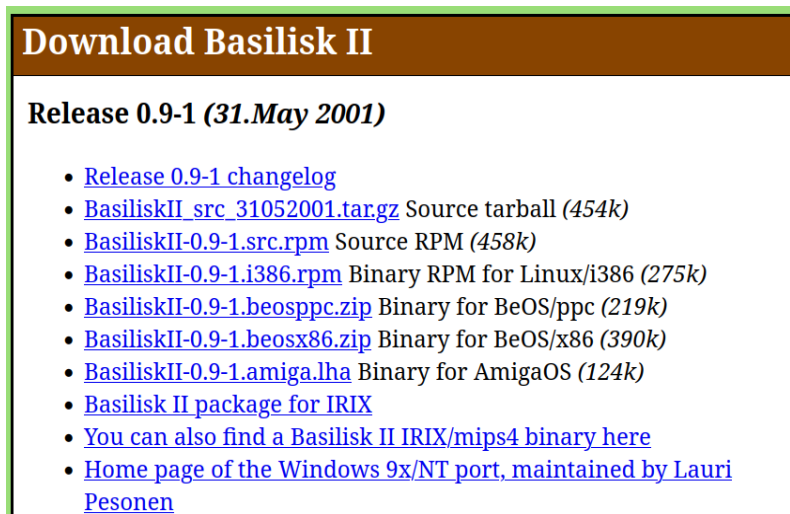 Download Basilisk II
Release 0.9-1 (31.May 2001)
Release 0.9-1 changelog
BasiliskII_src_31052001.tar.gz Source tarball (454k)
BasiliskII-0.9-1.src.rpm Source RPM (458k)
BasiliskII-0.9-1.i386.rpm Binary RPM for Linux/i386 (275k)
BasiliskII-0.9-1.beosppc.zip Binary for BeOS/ppc (219k)
BasiliskII-0.9-1.beosx86.zip Binary for BeOS/x86 (390k)
BasiliskII-0.9-1.amiga.lha Binary for AmigaOS (124k)
Basilisk II package for IRIX
You can also find a Basilisk II IRIX/mips4 binary here
Home page of the Windows 9x/NT port, maintained by Lauri
Pesonen